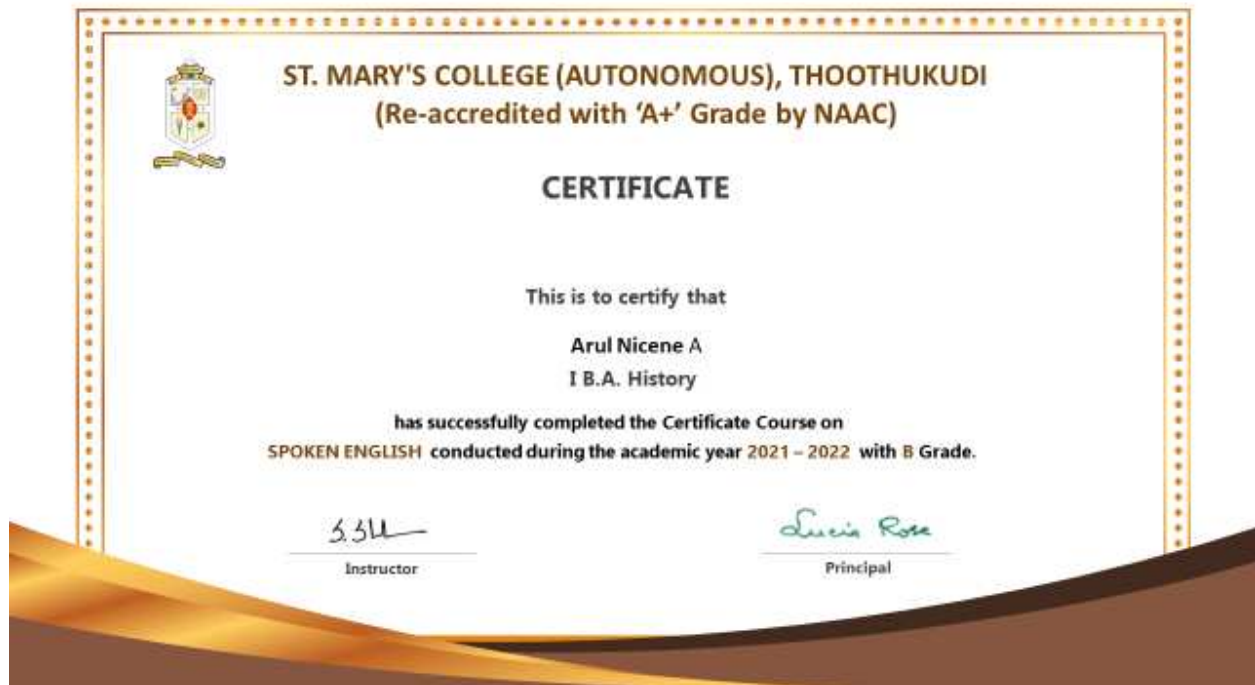 ST. MARY'S COLLEGE (AUTONOMOUS), THOOTHUKUDI
(Re-accredited with ‘A+’ Grade by NAAC)
CERTIFICATE
This is to certify that
Arul Nicene A
I B.A. History
has successfully completed the Certificate Course on
SPOKEN ENGLISH conducted during the academic year 2021 – 2022 with B Grade.
Lucia Rose
Instructor
Principal